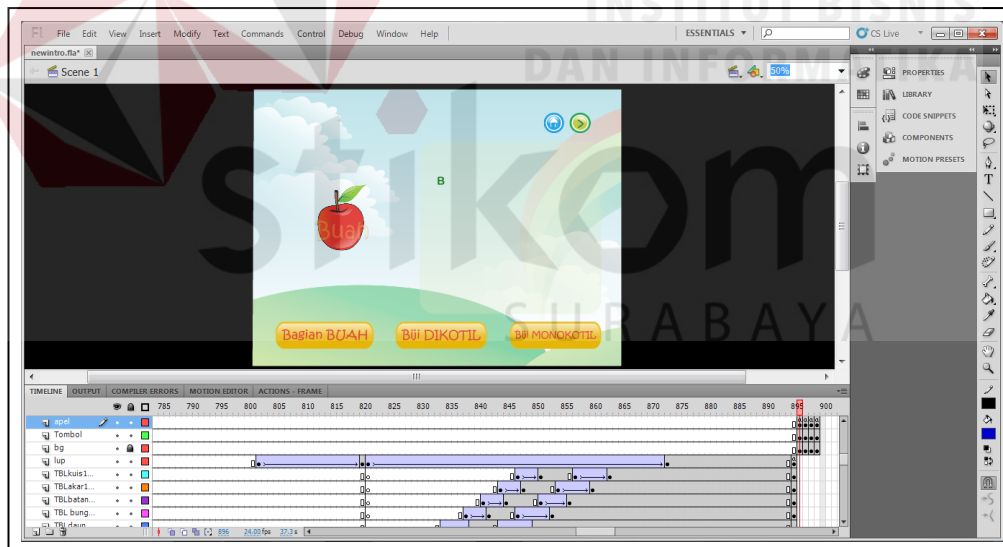 INSTITUT BISNIS
DAN INFORMATIKA
stikom
SURABAYA
Fl File Edit View Insert Modify Text Commands Control Debug Window Help
ESSENTIALS
CS Live
newintro.fla*
Scene 1
50%
PROPERTIES
LIBRARY
CODE SNIPPETS
COMPONENTS
MOTION PRESETS
B
Buah
Bagian BUAH
Biji DIKOTIL
Biji MONOKOTIL
TIMELINE OUTPUT COMPILER ERRORS MOTION EDITOR ACTIONS - FRAME
785 790 795 800 805 810 815 820 825 830 835 840 845 850 855 860 865 870 875 880 885 890 895 900
apel
Tombol
bg
lup
TBLkuis1...
TBLakar1...
TBLbatan...
TBL bung...
TBL daun
896 24.00 fps 37.3 s